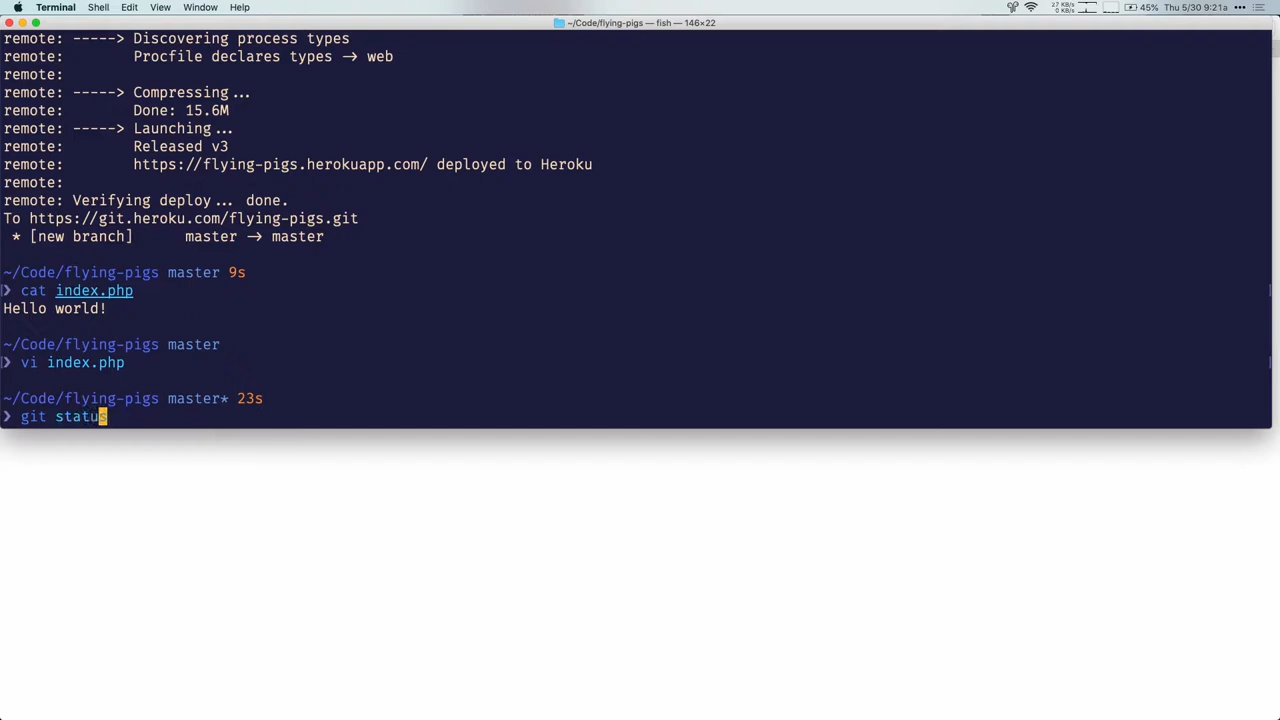 Terminal Shell Edit View Window Help 27 KB/s 0 KB/s 45% Thu 5/30 9:21a
~/Code/flying-pigs — fish — 146×22
remote: -----> Discovering process types
remote:        Procfile declares types -> web
remote:
remote: -----> Compressing...
remote:        Done: 15.6M
remote: -----> Launching...
remote:        Released v3
remote:        https://flying-pigs.herokuapp.com/ deployed to Heroku
remote:
remote: Verifying deploy... done.
To https://git.heroku.com/flying-pigs.git
 * [new branch]      master -> master
~/Code/flying-pigs master 9s
❯ cat index.php
Hello world!
~/Code/flying-pigs master
❯ vi index.php
~/Code/flying-pigs master* 23s
❯ git status